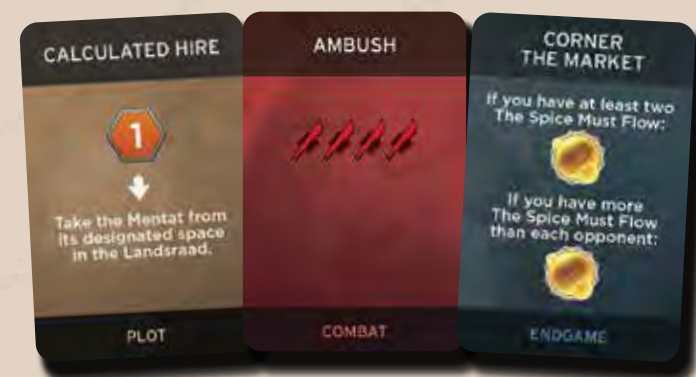 CALCULATED HIRE
1
Take the Mentat from
its designated space
in the Landsraad.
PLOT
AMBUSH
COMBAT
CORNER
THE MARKET
If you have at least two
The Spice Must Flow:
If you have more
The Spice Must Flow
than each opponent:
ENDGAME